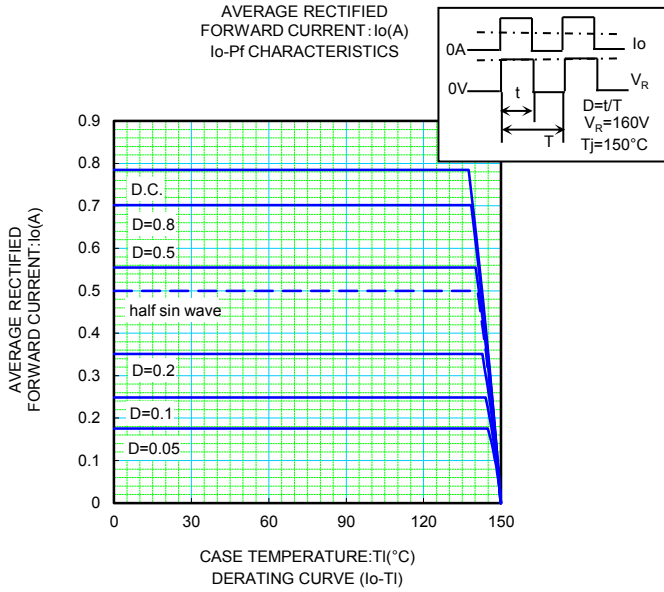 AVERAGE RECTIFIED
FORWARD CURRENT:Io(A)
Io-Pf CHARACTERISTICS
0A
Io
0V
VR
t
T
D=t/T
VR=160V
Tj=150°C
AVERAGE RECTIFIED
FORWARD CURRENT:Io(A)
0.9
0.8
0.7
0.6
0.5
0.4
0.3
0.2
0.1
0
D.C.
D=0.8
D=0.5
half sin wave
D=0.2
D=0.1
D=0.05
0 30 60 90 120 150
CASE TEMPERATURE:Tl(°C)
DERATING CURVE (Io-Tl)